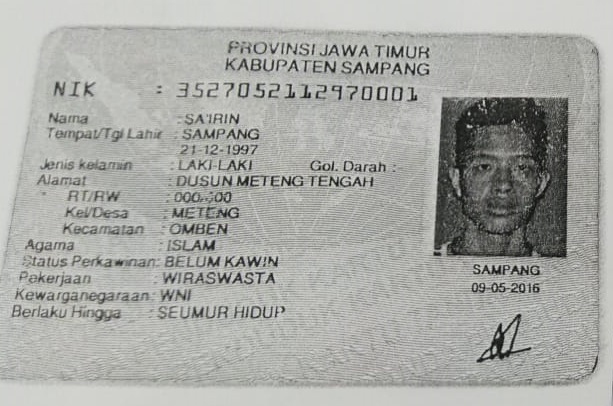 PROVINSI JAWA TIMUR
KABUPATEN SAMPANG
NIK : 3527052112970001
Nama : SA'IRIN
Tempat/Tgl Lahir : SAMPANG
21-12-1997
Jenis kelamin : LAKI-LAKI Gol. Darah : -
Alamat : DUSUN METENG TENGAH
RT/RW : 000/000
Kel/Desa : METENG
Kecamatan : OMBEN
Agama : ISLAM
Status Perkawinan: BELUM KAWIN
Pekerjaan : WIRASWASTA
Kewarganegaraan: WNI
Berlaku Hingga : SEUMUR HIDUP
SAMPANG
09-05-2016